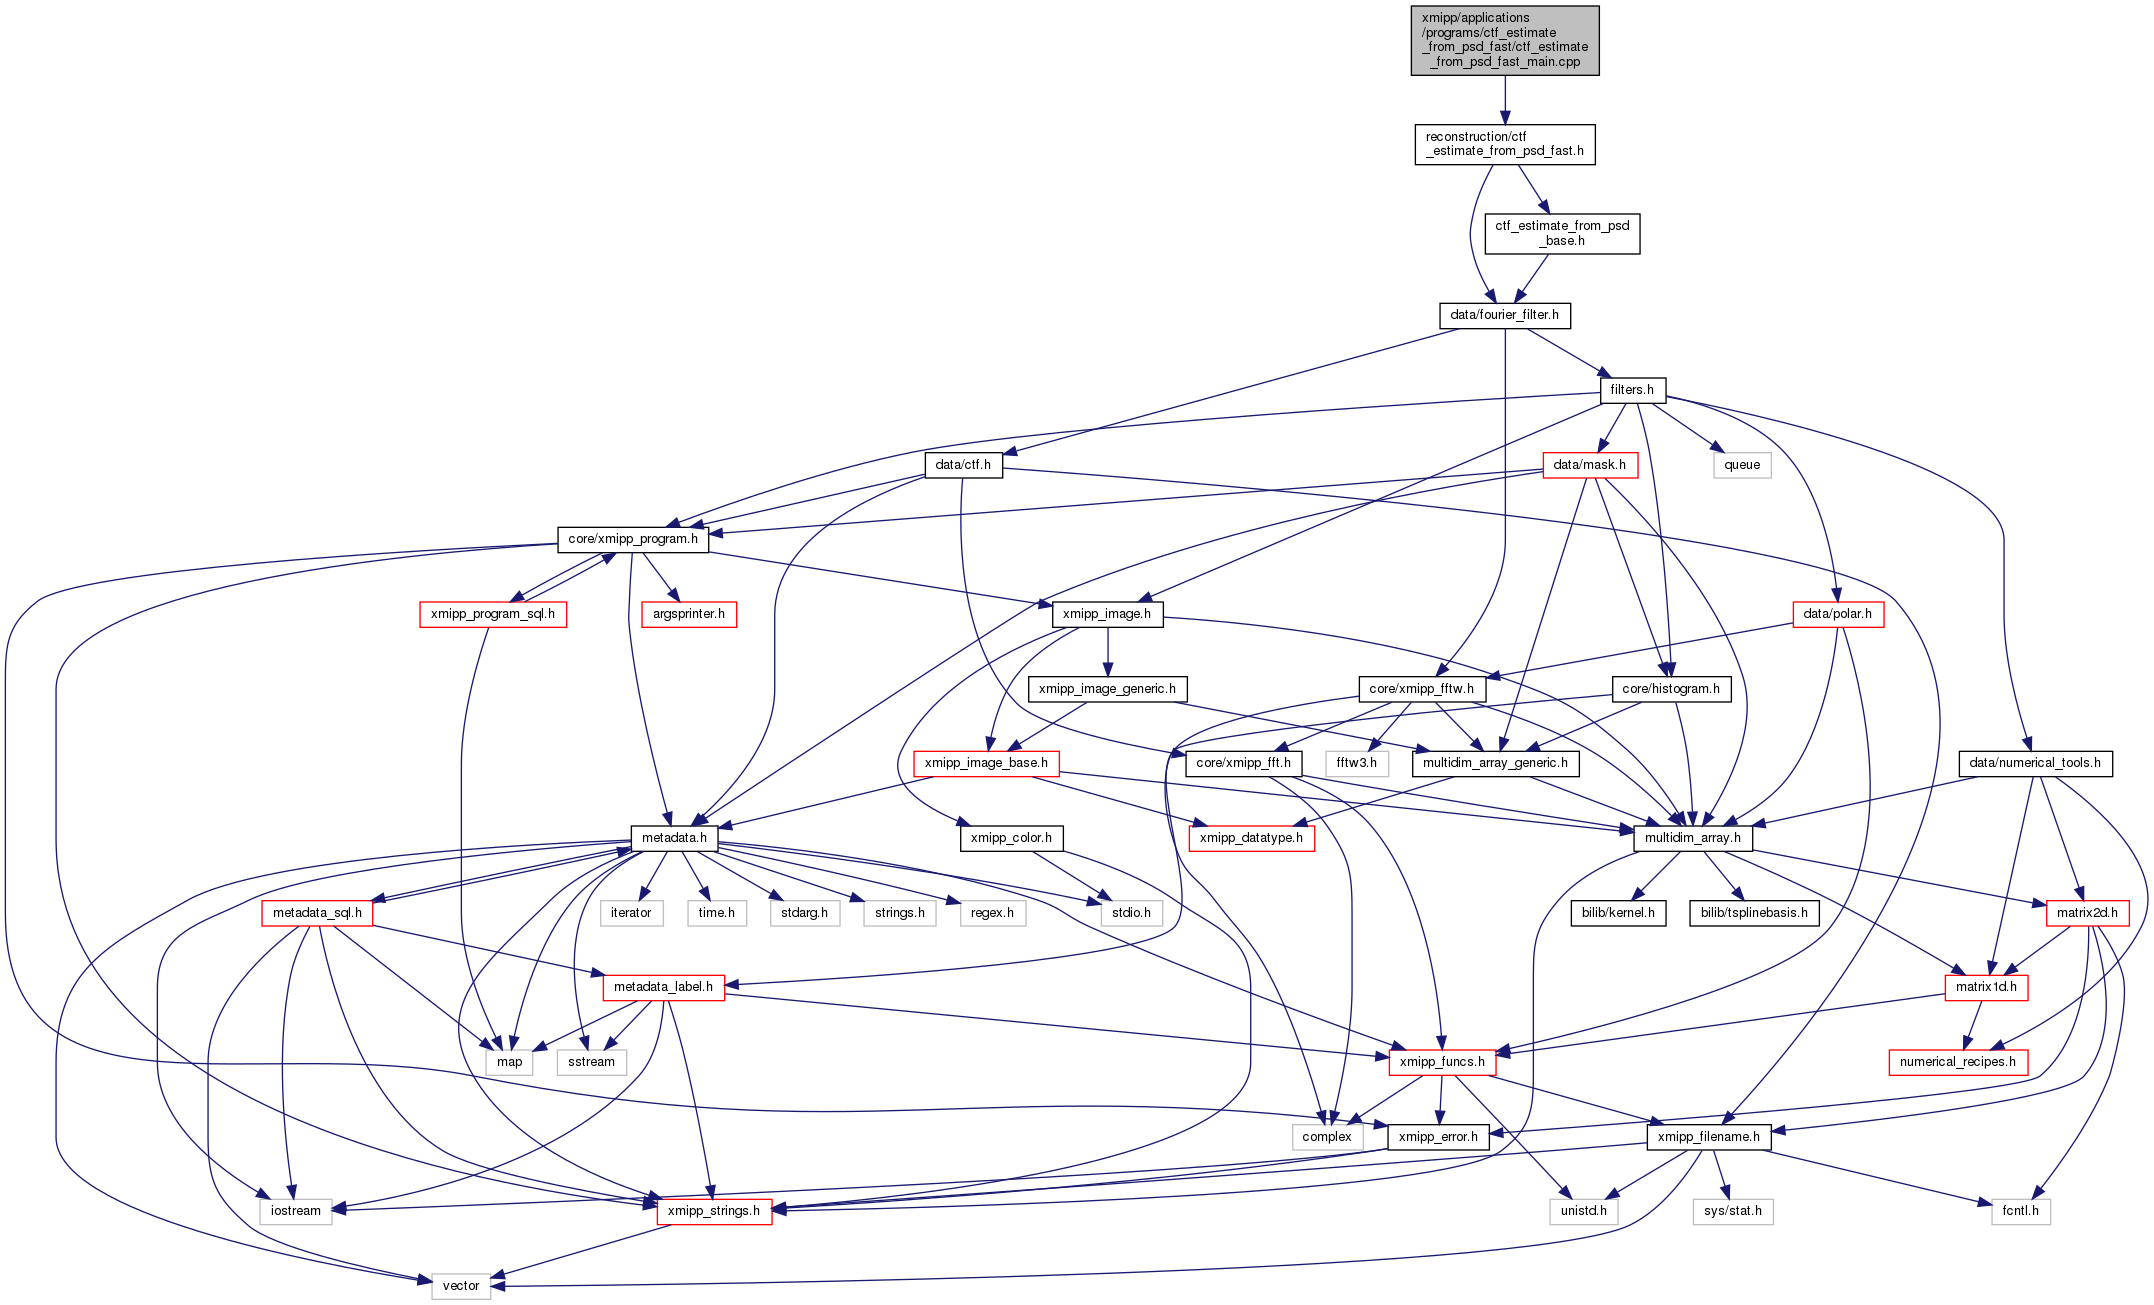 xmipp/applications
/programs/ctf_estimate
_from_psd_fast/ctf_estimate
_from_psd_fast_main.cpp
reconstruction/ctf
_estimate_from_psd_fast.h
ctf_estimate_from_psd
_base.h
data/fourier_filter.h
filters.h
data/ctf.h
data/mask.h
queue
core/xmipp_program.h
xmipp_program_sql.h
argsprinter.h
xmipp_image.h
data/polar.h
xmipp_image_generic.h
core/xmipp_fftw.h
core/histogram.h
xmipp_image_base.h
core/xmipp_fft.h
fftw3.h
multidim_array_generic.h
data/numerical_tools.h
metadata.h
xmipp_color.h
xmipp_datatype.h
multidim_array.h
metadata_sql.h
iterator
time.h
stdarg.h
strings.h
regex.h
stdio.h
bilib/kernel.h
bilib/tsplinebasis.h
matrix2d.h
metadata_label.h
matrix1d.h
map
sstream
xmipp_funcs.h
numerical_recipes.h
complex
xmipp_error.h
xmipp_filename.h
iostream
xmipp_strings.h
unistd.h
sys/stat.h
fcntl.h
vector